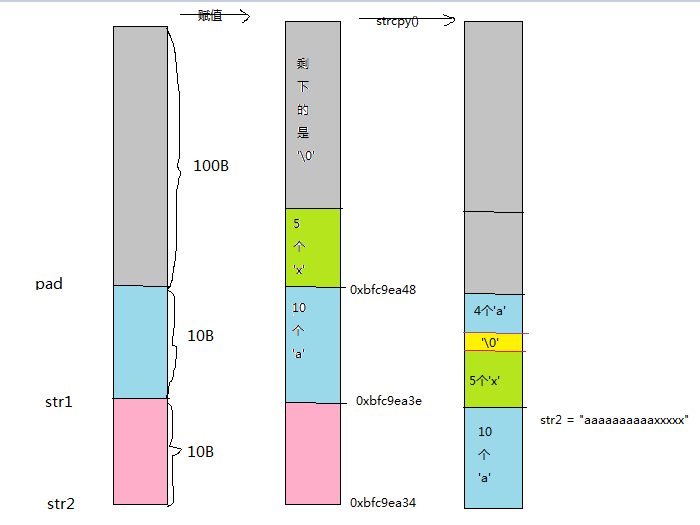 赋值
strcpy()
剩
下
的
是
'\0'
100B
5
个
'x'
pad
0xbfc9ea48
10
个
'a'
4个'a'
10B
'\0'
5个'x'
str1
0xbfc9ea3e
str2 = "aaaaaaaaaaxxxxx"
10
个
'a'
10B
str2
0xbfc9ea34